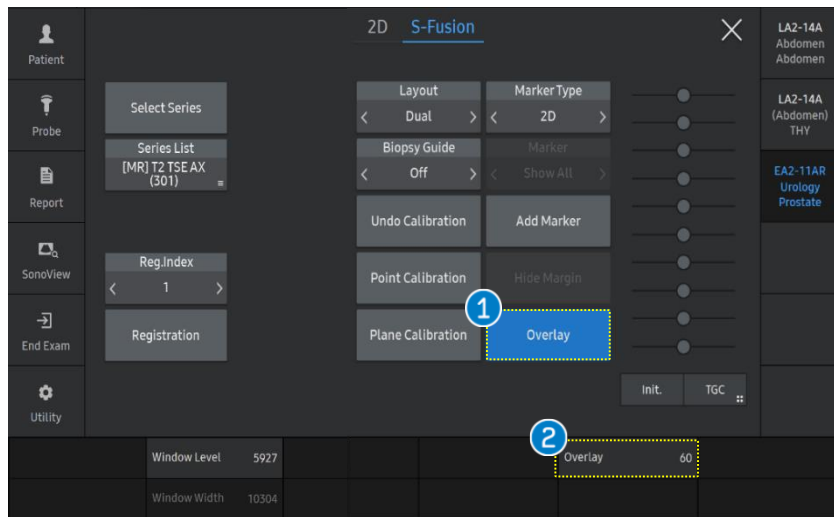 2D S-Fusion
Patient
Probe
Report
SonoView
End Exam
Utility
Select Series
Series List
[MR] T2 TSE AX
(301)
Reg.Index
< 1 >
Registration
Layout
< Dual >
Marker Type
< 2D >
Biopsy Guide
< Off >
Marker
< Show All >
Undo Calibration
Add Marker
Point Calibration
Hide Margin
1
Plane Calibration
Overlay
Init.
TGC
LA2-14A
Abdomen
Abdomen
LA2-14A
(Abdomen)
THY
EA2-11AR
Urology
Prostate
Window Level 5927
2
Overlay 60
Window Width 10304